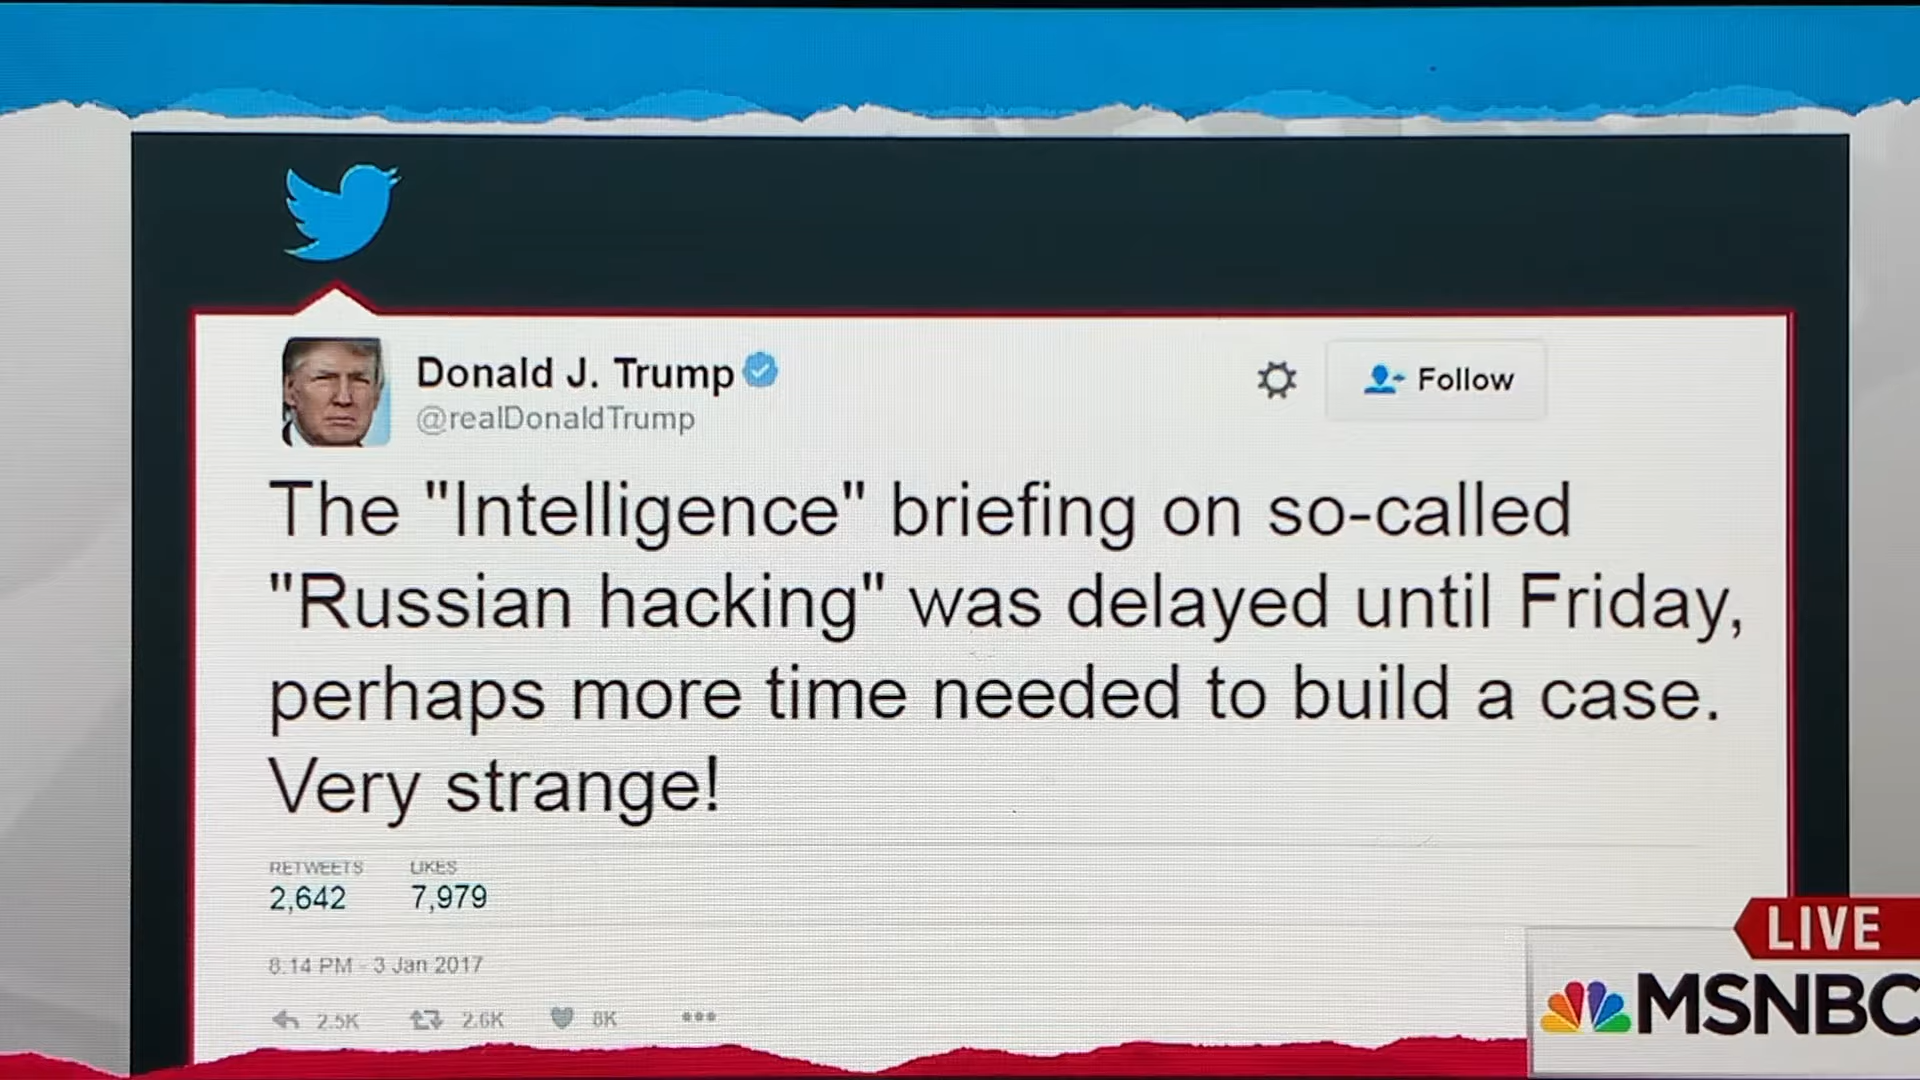 Donald J. Trump
@realDonaldTrump
Follow
The "Intelligence" briefing on so-called
"Russian hacking" was delayed until Friday,
perhaps more time needed to build a case.
Very strange!
RETWEETS LIKES
2,642 7,979
8:14 PM - 3 Jan 2017
2.5K 2.6K 8K
LIVE
MSNBC